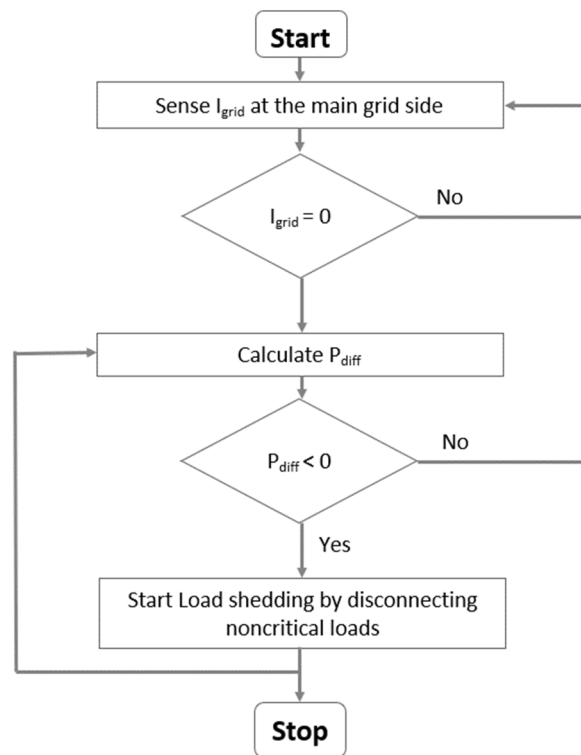 Start
Sense Igrid at the main grid side
Igrid = 0
No
Calculate Pdiff
Pdiff < 0
No
Yes
Start Load shedding by disconnecting
noncritical loads
Stop